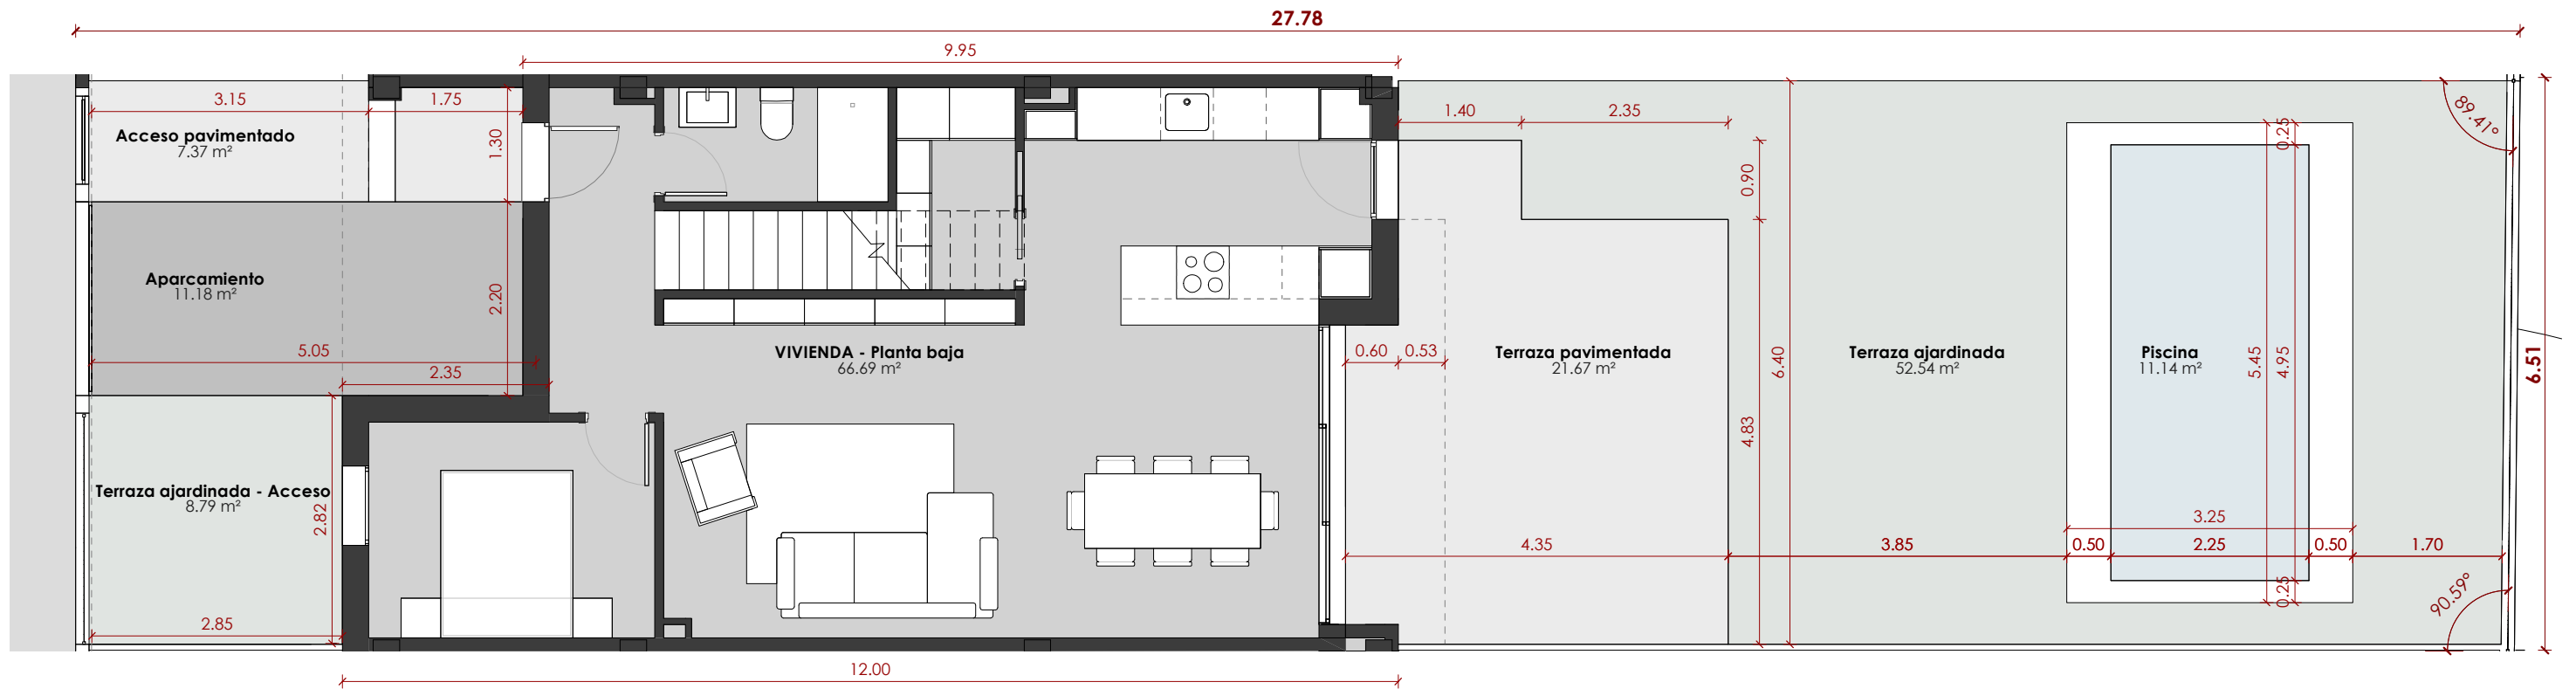 27.78
9.95
3.15
1.75
Acceso pavimentado
7.37 m²
1.30
1.40
2.35
0.25
89.41°
0.90
Aparcamiento
11.18 m²
2.20
5.05
2.35
VIVIENDA - Planta baja
66.69 m²
0.60
0.53
Terraza pavimentada
21.67 m²
6.40
Terraza ajardinada
52.54 m²
Piscina
11.14 m²
5.45
4.95
6.51
4.83
Terraza ajardinada - Acceso
8.79 m²
2.82
3.25
4.35
3.85
0.50
2.25
0.50
1.70
0.25
90.59°
2.85
12.00